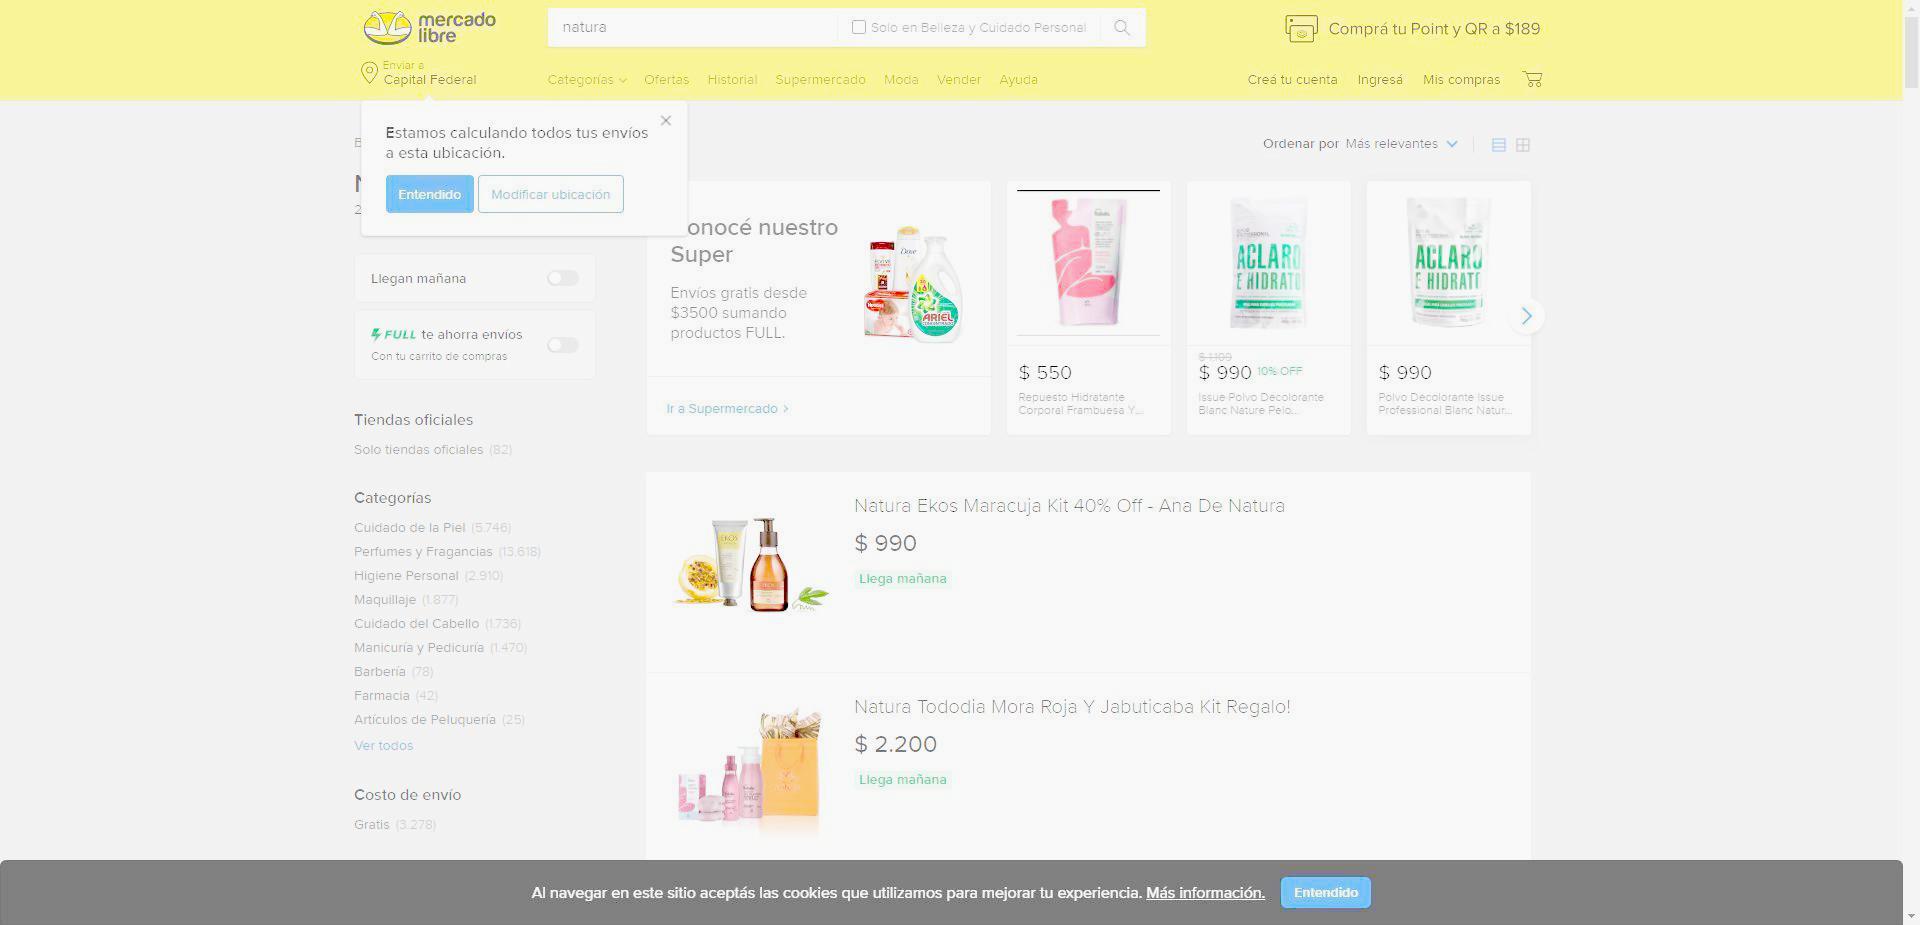 mercado
libre
natura
Solo en Belleza y Cuidado Personal
Comprá tu Point y QR a $189
Enviar a
Capital Federal
Categorías
Ofertas
Historial
Supermercado
Moda
Vender
Ayuda
Creá tu cuenta
Ingresá
Mis compras
Estamos calculando todos tus envíos
a esta ubicación.
Entendido
Modificar ubicación
Ordenar por Más relevantes
Llegan mañana
FULL te ahorra envíos
Con tu carrito de compras
Tiendas oficiales
Solo tiendas oficiales (82)
Categorías
Cuidado de la Piel (5.746)
Perfumes y Fragancias (13.618)
Higiene Personal (2.910)
Maquillaje (1.877)
Cuidado del Cabello (1.736)
Manicuría y Pedicuría (1.470)
Barbería (78)
Farmacia (42)
Artículos de Peluquería (25)
Ver todos
Costo de envío
Gratis (3.278)
onocé nuestro
Super
Envíos gratis desde
$3500 sumando
productos FULL.
Dove
ARIEL
Ir a Supermercado
$ 550
Repuesto Hidratante
Corporal Frambuesa Y...
ACLARO
E HIDRATO
$ 1.109
$ 990 10% OFF
Issue Polvo Decolorante
Blanc Nature Pelo...
ACLARO
E HIDRATO
$ 990
Polvo Decolorante Issue
Professional Blanc Natur...
EKOS
Natura Ekos Maracuja Kit 40% Off - Ana De Natura
$ 990
Llega mañana
Natura Tododia Mora Roja Y Jabuticaba Kit Regalo!
$ 2.200
Llega mañana
Al navegar en este sitio aceptás las cookies que utilizamos para mejorar tu experiencia. Más información.
Entendido